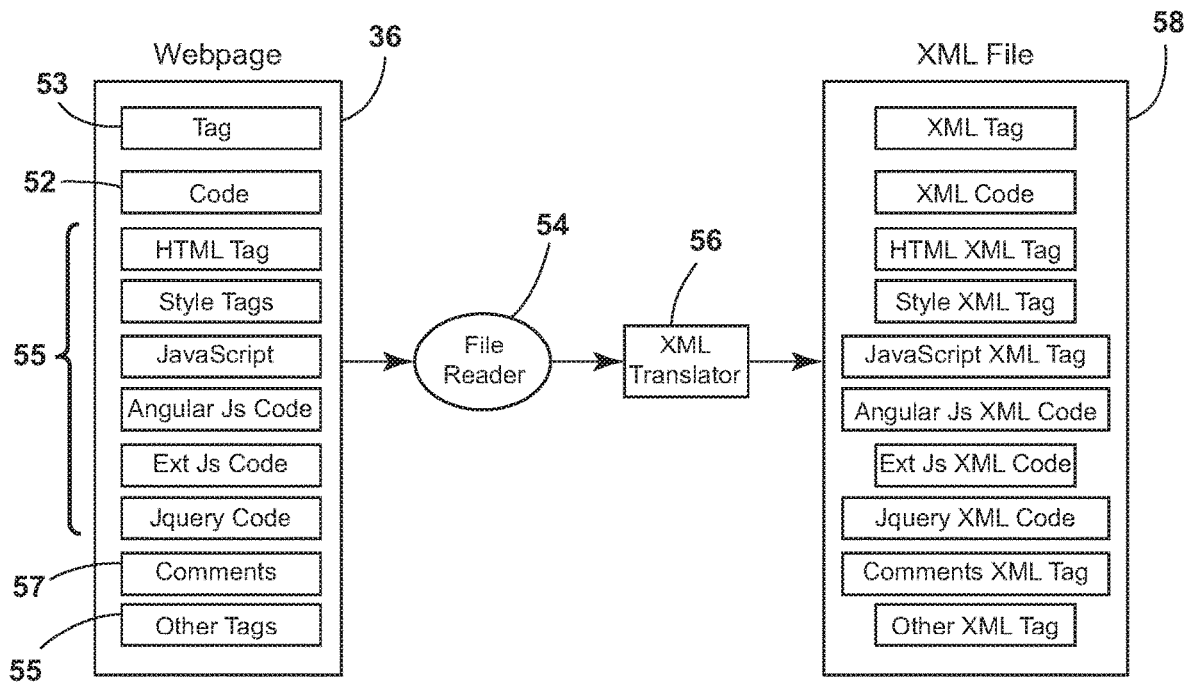 Webpage
36
53
Tag
52
Code
HTML Tag
Style Tags
55
JavaScript
Angular Js Code
Ext Js Code
Jquery Code
57
Comments
55
Other Tags
54
File
Reader
56
XML
Translator
XML File
58
XML Tag
XML Code
HTML XML Tag
Style XML Tag
JavaScript XML Tag
Angular Js XML Code
Ext Js XML Code
Jquery XML Code
Comments XML Tag
Other XML Tag